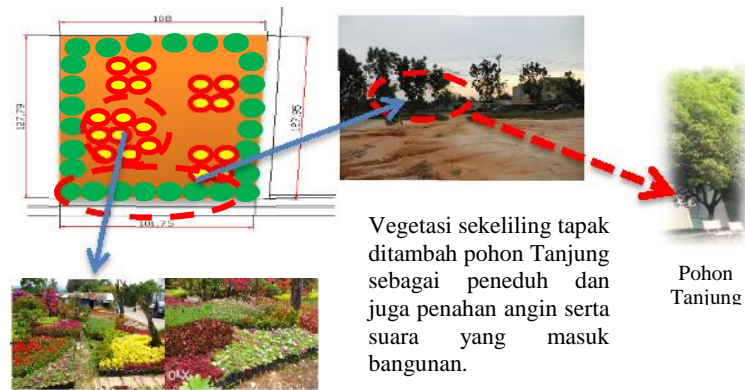 108
127,79
127,95
101,75
Vegetasi sekeliling tapak
ditambah pohon Tanjung
sebagai peneduh dan
juga penahan angin serta
suara yang masuk
bangunan.
Pohon
Tanjung
OLX